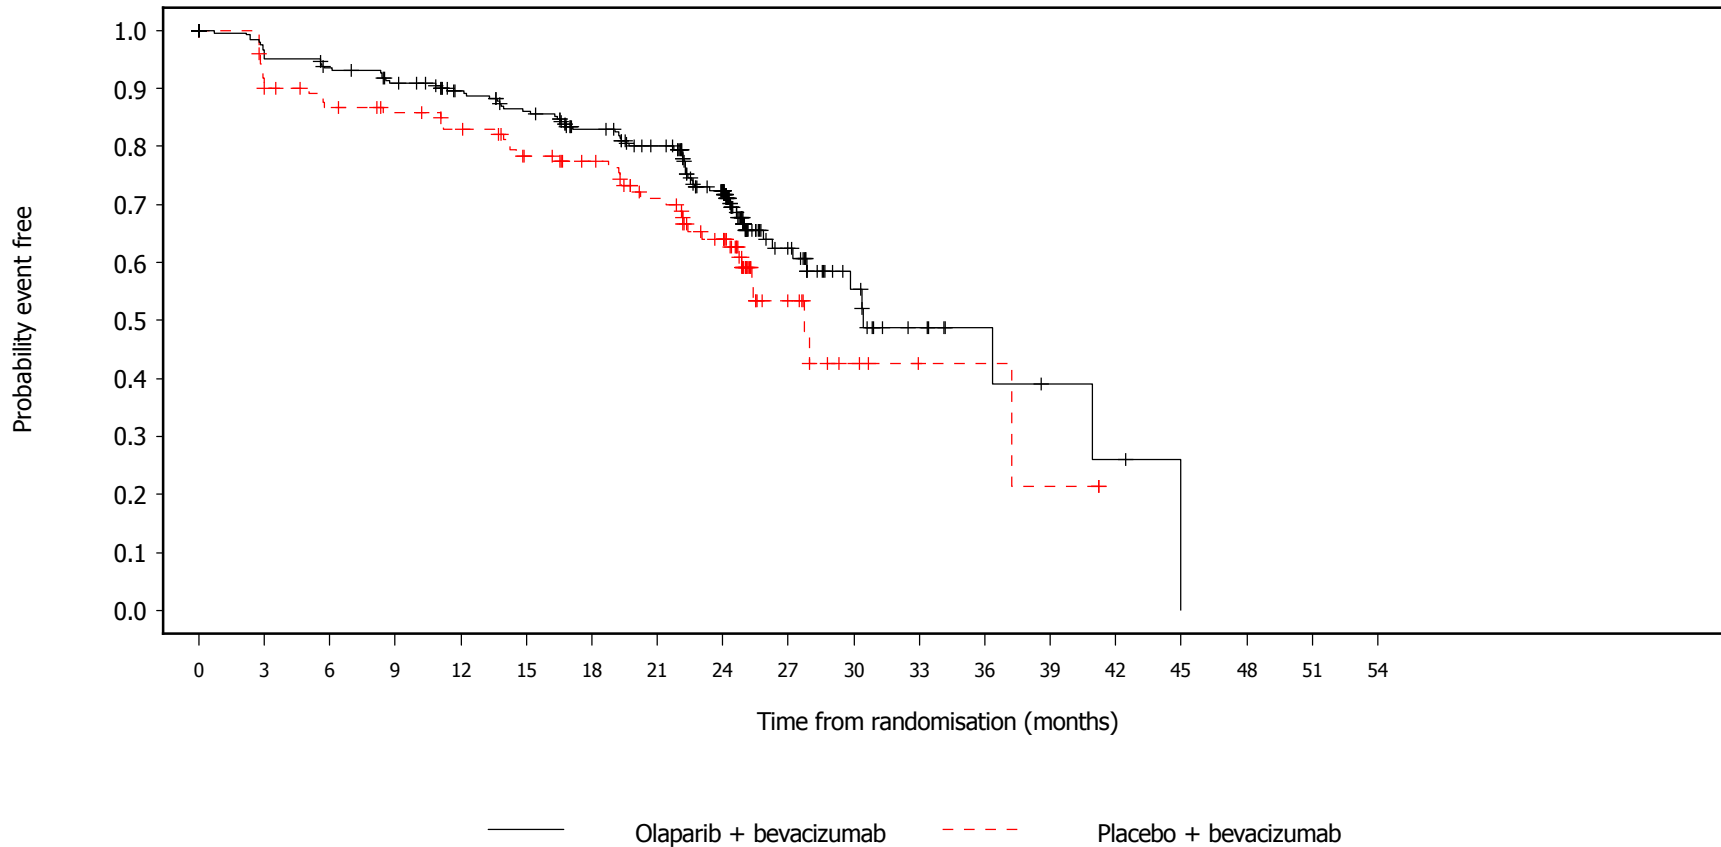 Probability event free
1.0
0.9
0.8
0.7
0.6
0.5
0.4
0.3
0.2
0.1
0.0
0 3 6 9 12 15 18 21 24 27 30 33 36 39 42 45 48 51 54
Time from randomisation (months)
Olaparib + bevacizumab Placebo + bevacizumab